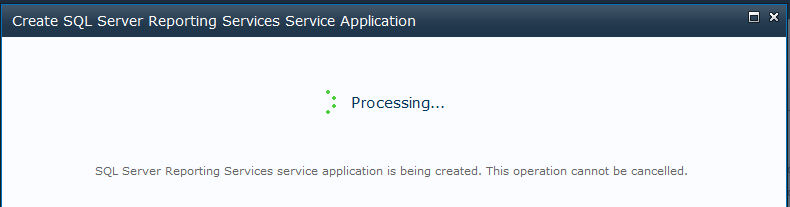 Create SQL Server Reporting Services Service Application
Processing...
SQL Server Reporting Services service application is being created. This operation cannot be cancelled.